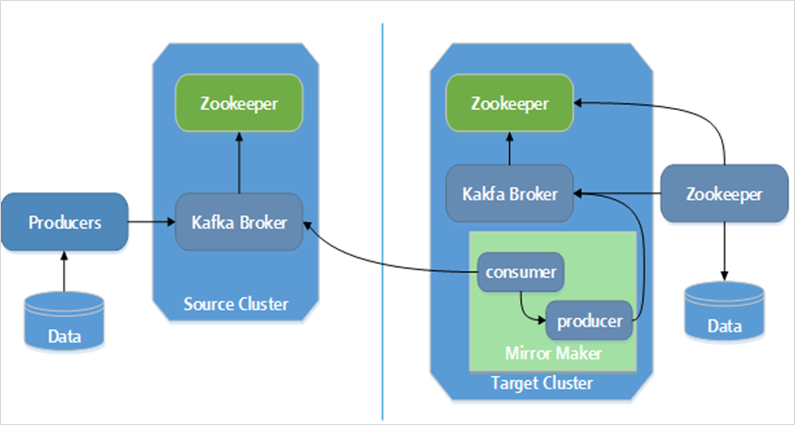 Zookeeper
Kafka Broker
Source Cluster
Producers
Data
Zookeeper
Kakfa Broker
consumer
producer
Mirror Maker
Target Cluster
Zookeeper
Data